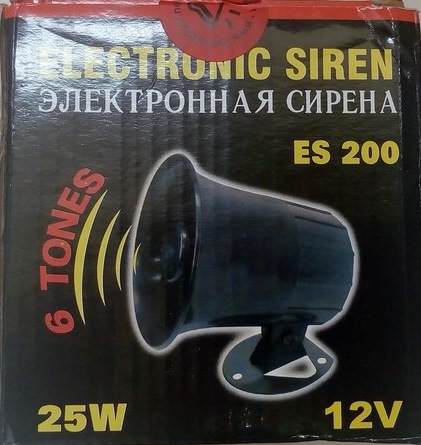 ELECTRONIC SIREN
ЭЛЕКТРОННАЯ СИРЕНА
ES 200
6 TONES
25W
12V